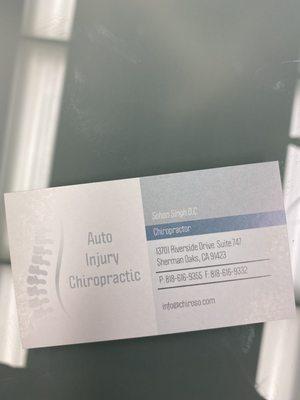 Auto
Injury
Chiropractic
Sohan Singh D.C
Chiropractor
13701 Riverside Drive. Suite.747
Sherman Oaks, CA 91423
P: 818-616-9355 F: 818-616-9332
info@chiroso.com